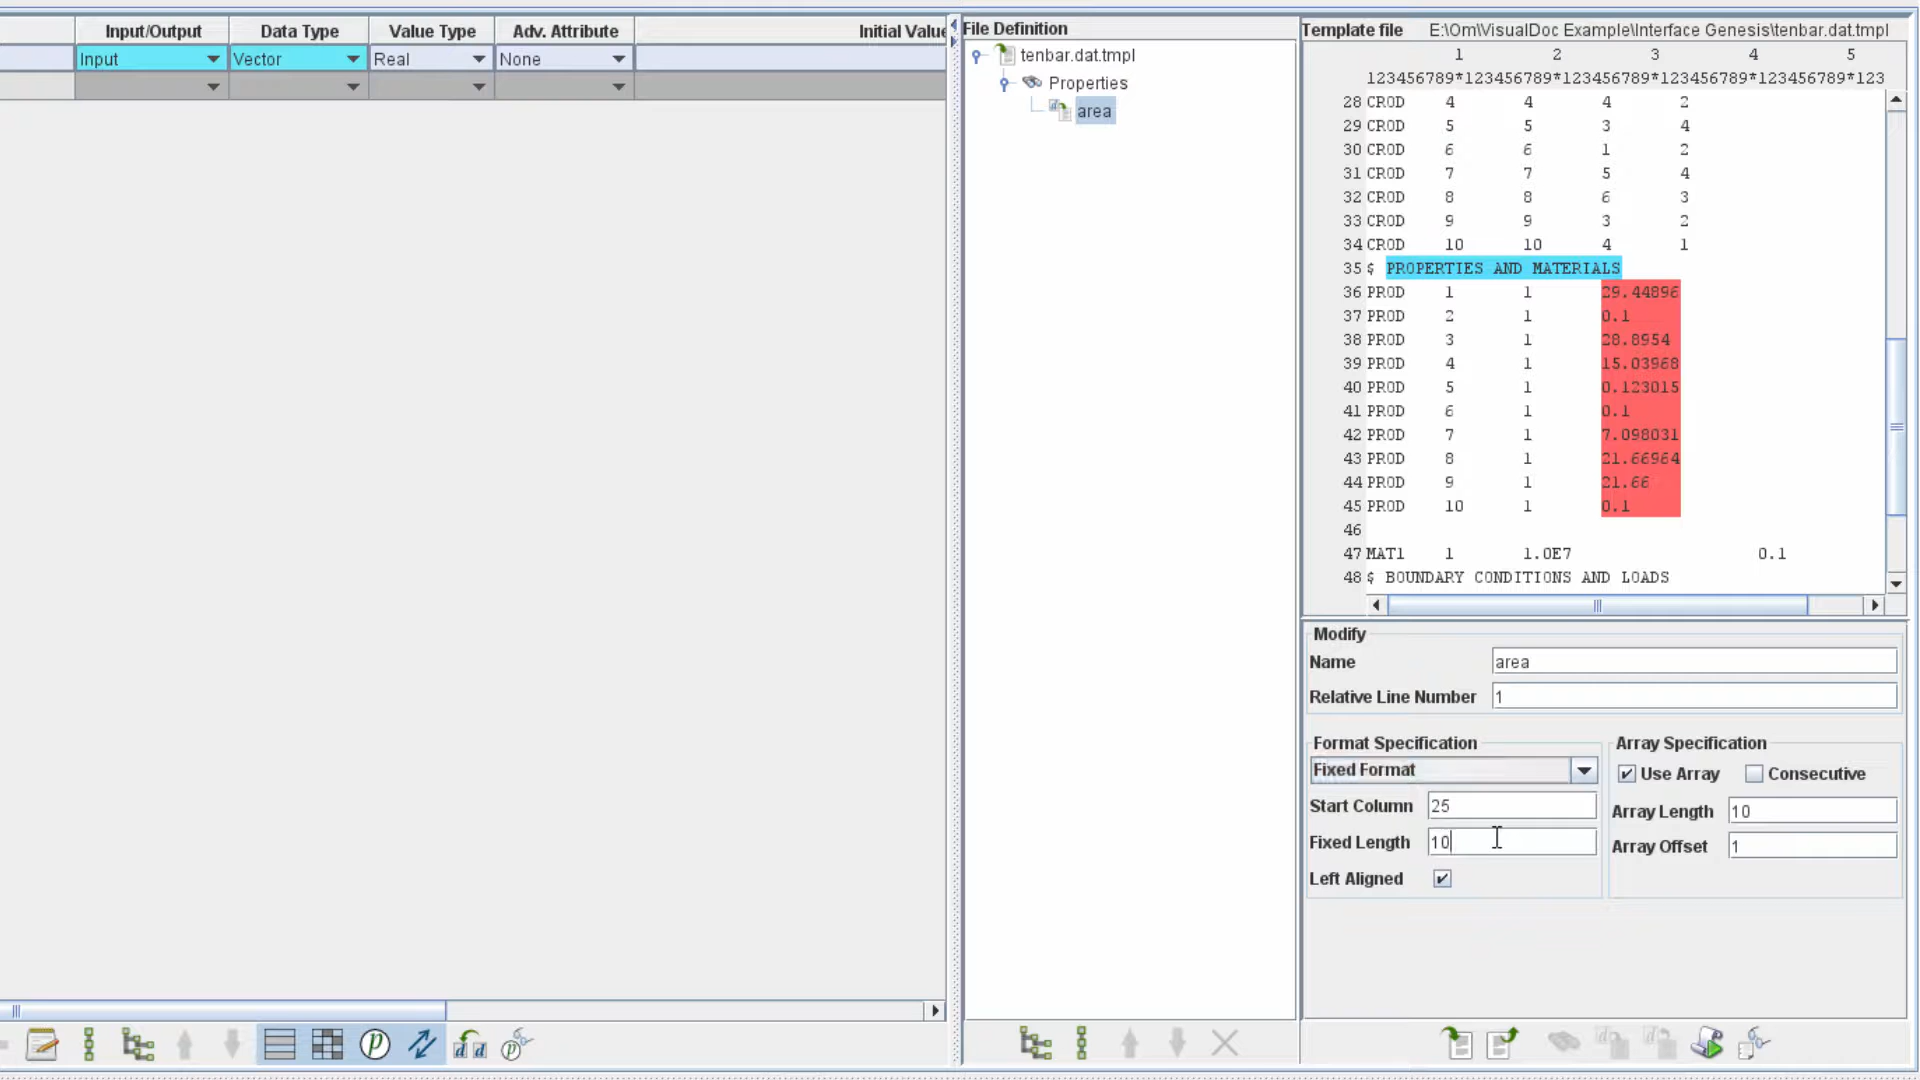 Input/Output Data Type Value Type Adv. Attribute Initial Value
Input Vector Real None
File Definition
tenbar.dat.tmpl
Properties
area
Template file E:\Om\VisualDoc Example\Interface Genesis\tenbar.dat.tmpl
1 2 3 4 5
123456789*123456789*123456789*123456789*123456789*123
28 CROD 4 4 4 2
29 CROD 5 5 3 4
30 CROD 6 6 1 2
31 CROD 7 7 5 4
32 CROD 8 8 6 3
33 CROD 9 9 3 2
34 CROD 10 10 4 1
35 $ PROPERTIES AND MATERIALS
36 PROD 1 1 29.44896
37 PROD 2 1 0.1
38 PROD 3 1 28.8954
39 PROD 4 1 15.03968
40 PROD 5 1 0.123015
41 PROD 6 1 0.1
42 PROD 7 1 7.098031
43 PROD 8 1 21.66964
44 PROD 9 1 21.66
45 PROD 10 1 0.1
46
47 MAT1 1 1.0E7 0.1
48 $ BOUNDARY CONDITIONS AND LOADS
Modify
Name area
Relative Line Number 1
Format Specification
Fixed Format
Start Column 25
Fixed Length 10
Left Aligned
Array Specification
Use Array Consecutive
Array Length 10
Array Offset 1